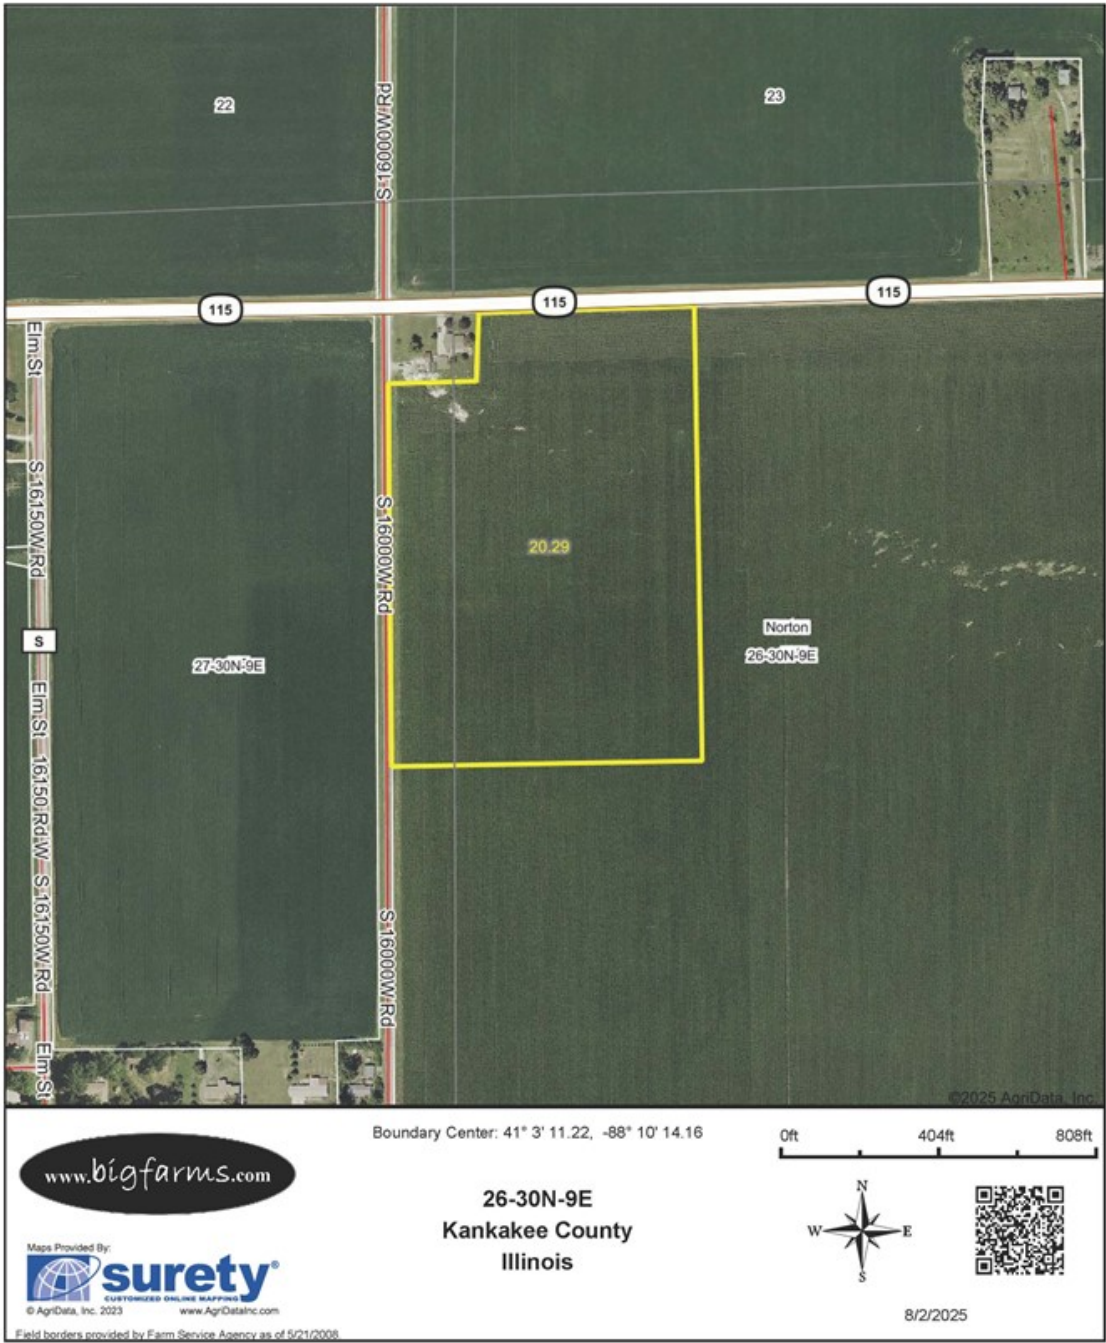 22
23
S 16000W Rd
115
115
115
Elm St
S 16150W Rd
S 16000W Rd
20.29
S
Norton
27-30N-9E
26-30N-9E
Elm St
16150 Rd W
S 16150W Rd
S 16000W Rd
Elm St
©2025 AgriData, Inc.
Boundary Center: 41° 3' 11.22, -88° 10' 14.16
0ft 404ft 808ft
www.bigfarms.com
26-30N-9E
Kankakee County
Illinois
N
W E
S
Maps Provided By:
surety®
CUSTOMIZED ONLINE MAPPING
© AgriData, Inc. 2023 www.AgriDataInc.com
8/2/2025
Field borders provided by Farm Service Agency as of 5/21/2008.